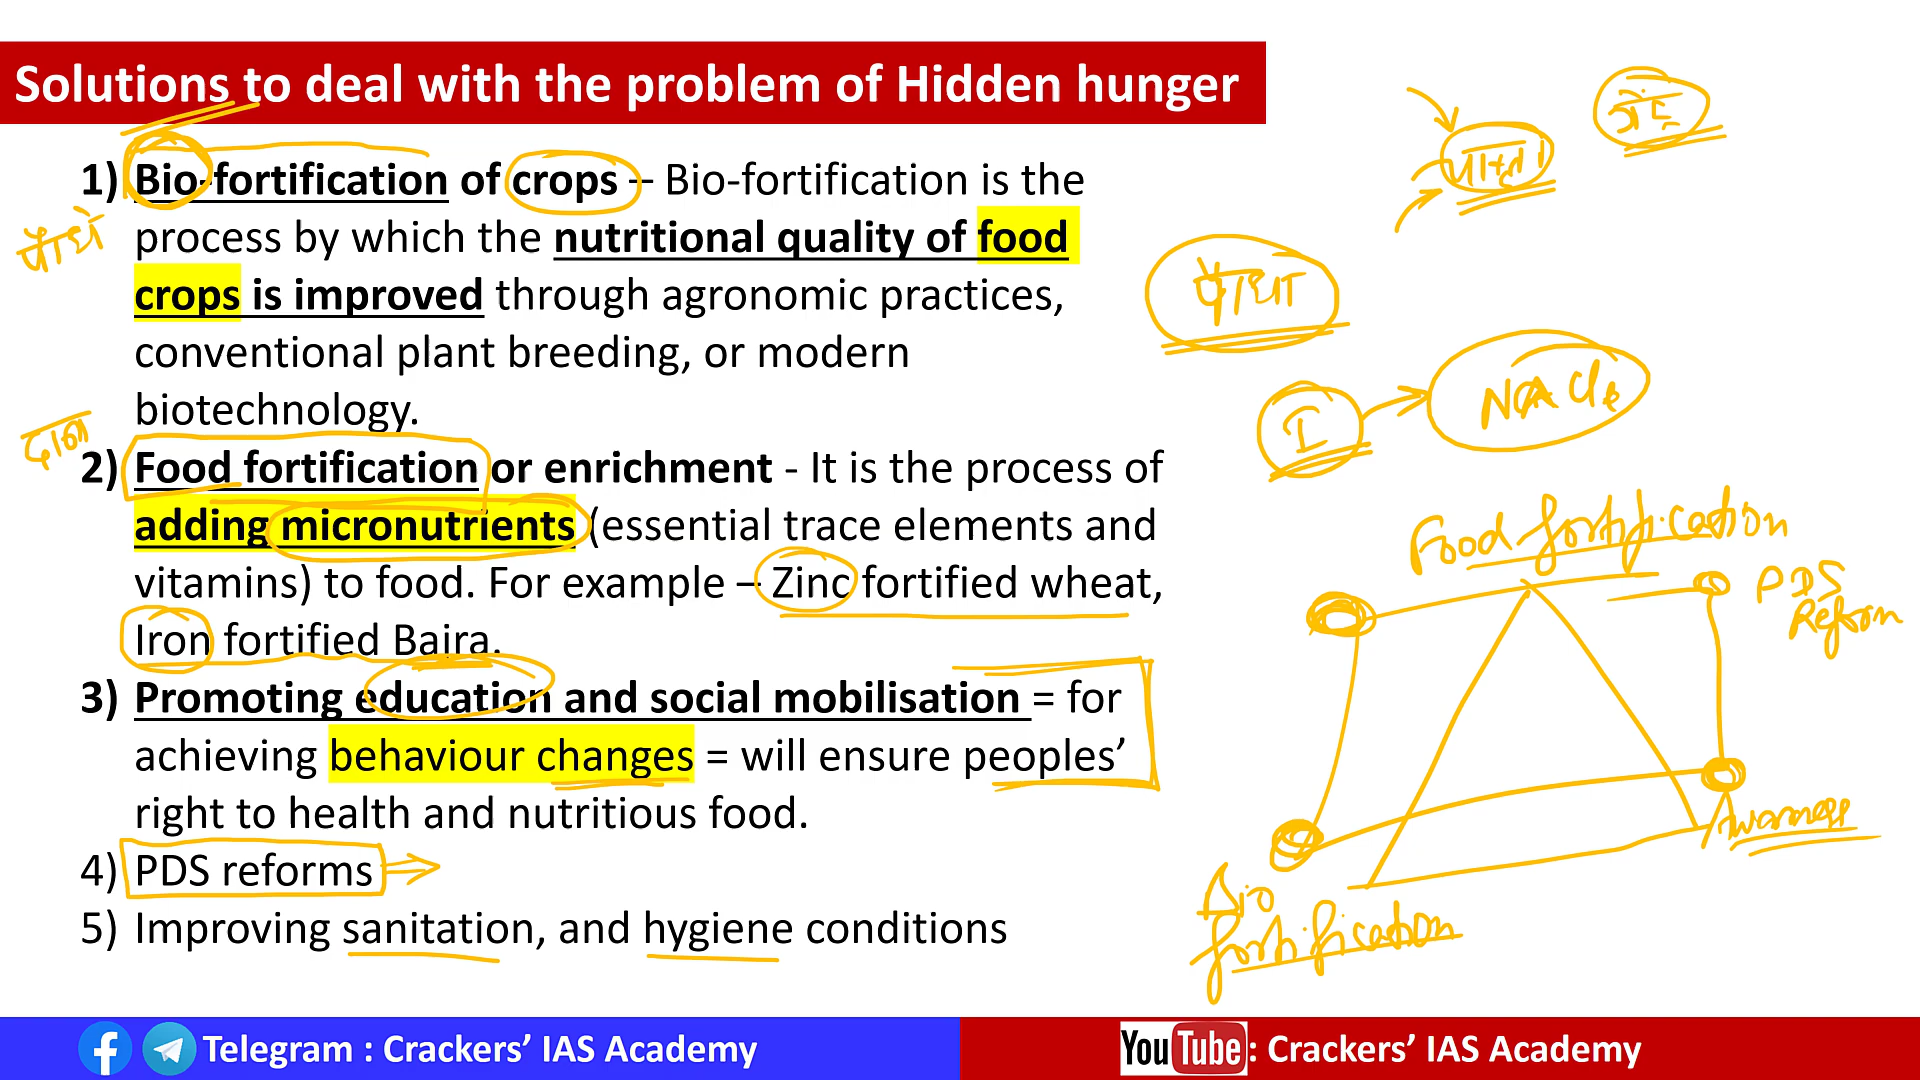 Solutions to deal with the problem of Hidden hunger
1) Bio-fortification of crops – Bio-fortification is the
process by which the nutritional quality of food
crops is improved through agronomic practices,
conventional plant breeding, or modern
biotechnology.
2) Food fortification or enrichment - It is the process of
adding micronutrients (essential trace elements and
vitamins) to food. For example – Zinc fortified wheat,
Iron fortified Bajra.
3) Promoting education and social mobilisation = for
achieving behaviour changes = will ensure peoples’
right to health and nutritious food.
4) PDS reforms
5) Improving sanitation, and hygiene conditions
पौधा
I
Food fortification
PDS
Reform
Awarness
Bio
fortification
Telegram : Crackers’ IAS Academy
YouTube : Crackers’ IAS Academy